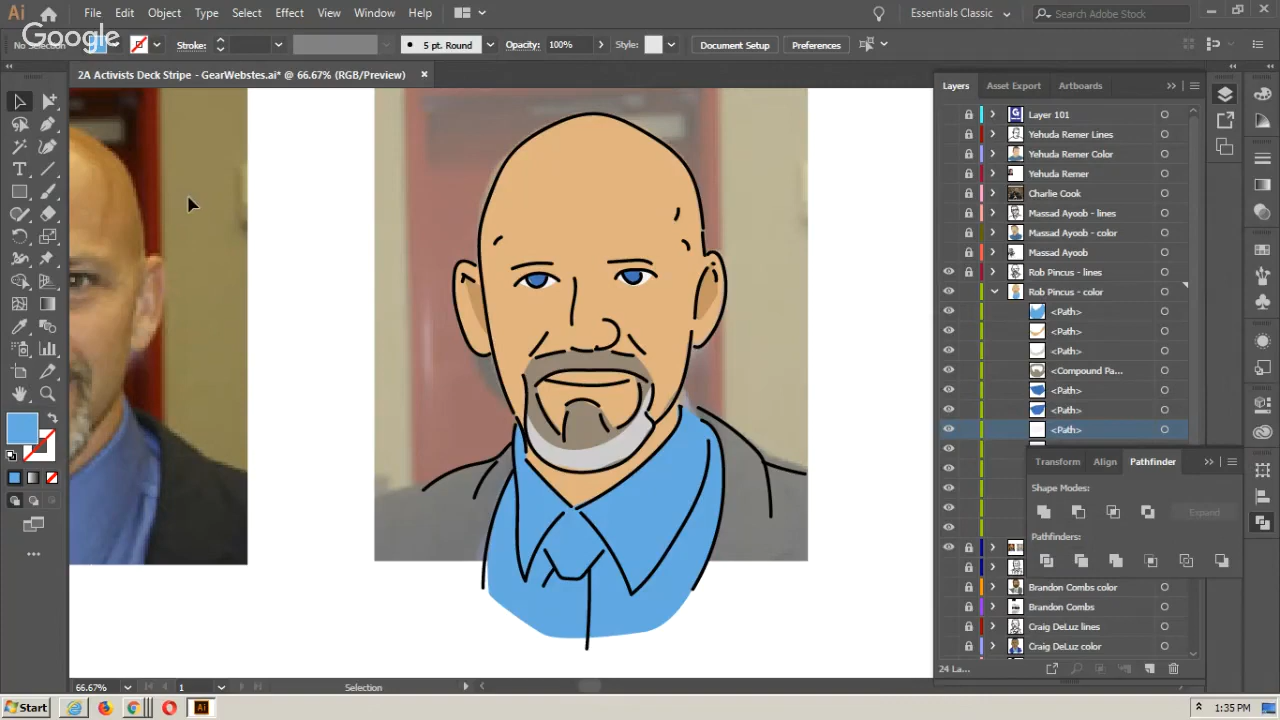 Ai File Edit Object Type Select Effect View Window Help Essentials Classic Search Adobe Stock
Google
No Selection Stroke: 5 pt. Round Opacity: 100% Style: Document Setup Preferences
2A Activists Deck Stripe - GearWebstes.ai* @ 66.67% (RGB/Preview)
Layers Asset Export Artboards
Layer 101
Yehuda Remer Lines
Yehuda Remer Color
Yehuda Remer
Charlie Cook
Massad Ayoob - lines
Massad Ayoob - color
Massad Ayoob
Rob Pincus - lines
Rob Pincus - color
<Path>
<Path>
<Path>
<Compound Pa...
<Path>
<Path>
<Path>
Transform Align Pathfinder
Shape Modes:
Expand
Pathfinders:
Brandon Combs color
Brandon Combs
Craig DeLuz lines
Craig DeLuz color
24 La...
66.67% 1 Selection
Start Ai 1:35 PM